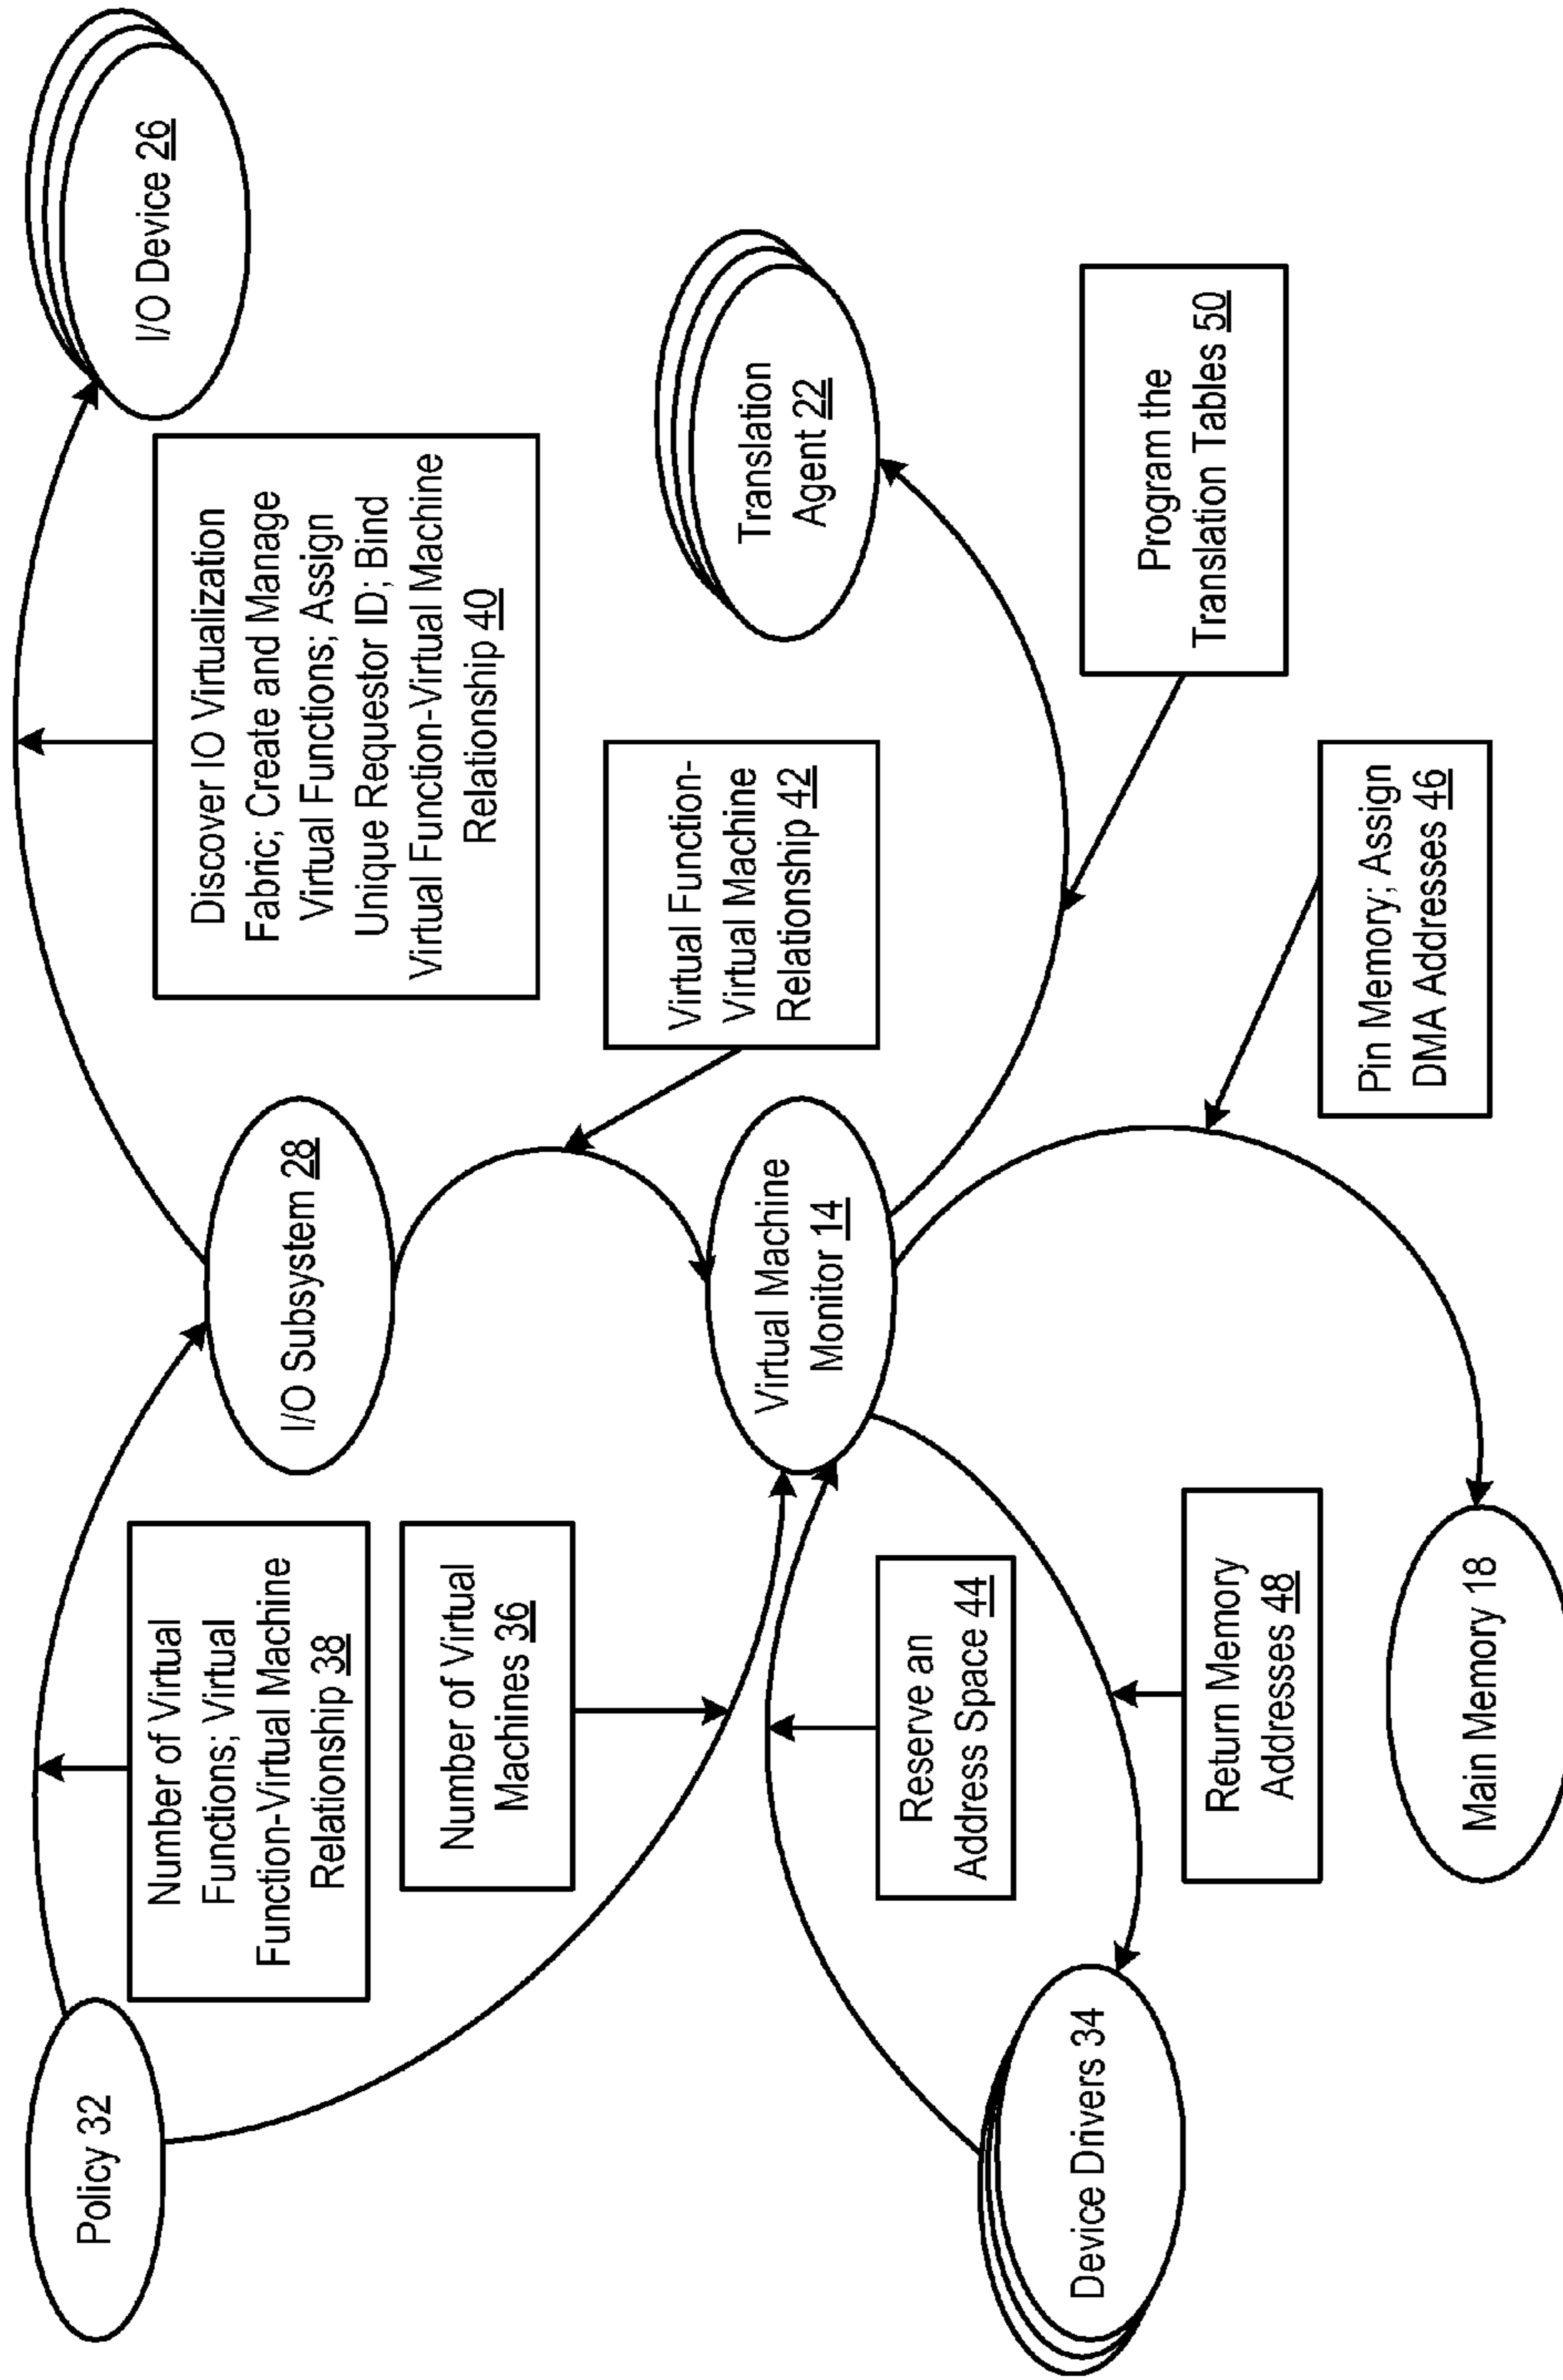 Policy 32
Number of Virtual
Functions; Virtual
Function-Virtual Machine
Relationship 38
I/O Subsystem 28
Discover IO Virtualization
Fabric; Create and Manage
Virtual Functions; Assign
Unique Requestor ID; Bind
Virtual Function-Virtual Machine
Relationship 40
I/O Device 26
Number of Virtual
Machines 36
Virtual Function-
Virtual Machine
Relationship 42
Virtual Machine
Monitor 14
Translation
Agent 22
Reserve an
Address Space 44
Device Drivers 34
Return Memory
Addresses 48
Program the
Translation Tables 50
Pin Memory; Assign
DMA Addresses 46
Main Memory 18